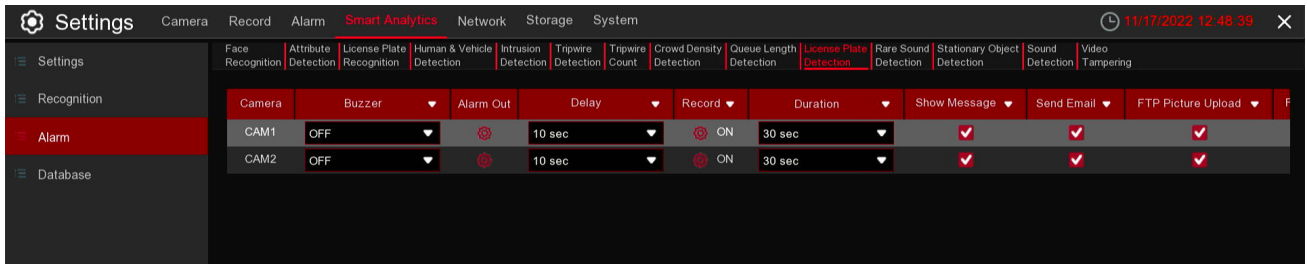 Settings Camera Record Alarm Smart Analytics Network Storage System 11/17/2022 12:48:39
Face Recognition Attribute Detection License Plate Recognition Human & Vehicle Detection Intrusion Detection Tripwire Detection Tripwire Count Crowd Density Detection Queue Length Detection License Plate Detection Rare Sound Detection Stationary Object Detection Sound Detection Video Tampering
Settings
Recognition
Alarm
Database
Camera Buzzer Alarm Out Delay Record Duration Show Message Send Email FTP Picture Upload F
CAM1 OFF 10 sec ON 30 sec
CAM2 OFF 10 sec ON 30 sec